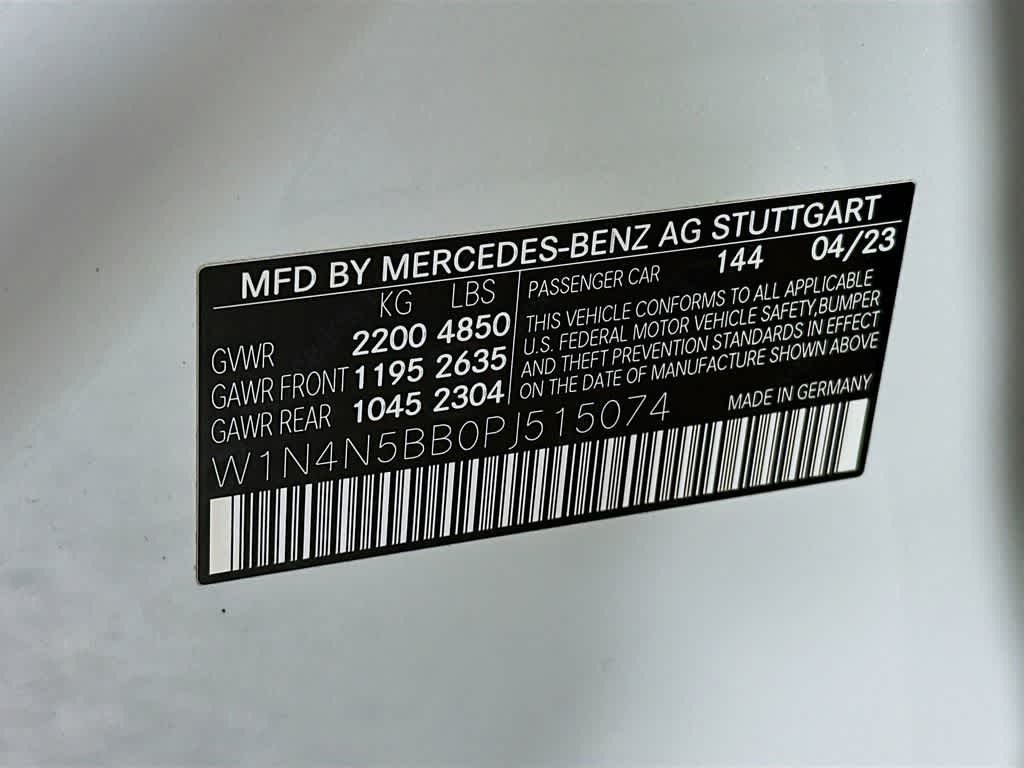 MFD BY MERCEDES-BENZ AG STUTTGART
KG LBS
GVWR 2200 4850
GAWR FRONT 1195 2635
GAWR REAR 1045 2304
PASSENGER CAR 144 04/23
THIS VEHICLE CONFORMS TO ALL APPLICABLE
U.S. FEDERAL MOTOR VEHICLE SAFETY,BUMPER
AND THEFT PREVENTION STANDARDS IN EFFECT
ON THE DATE OF MANUFACTURE SHOWN ABOVE
W1N4N5BB0PJ515074 MADE IN GERMANY